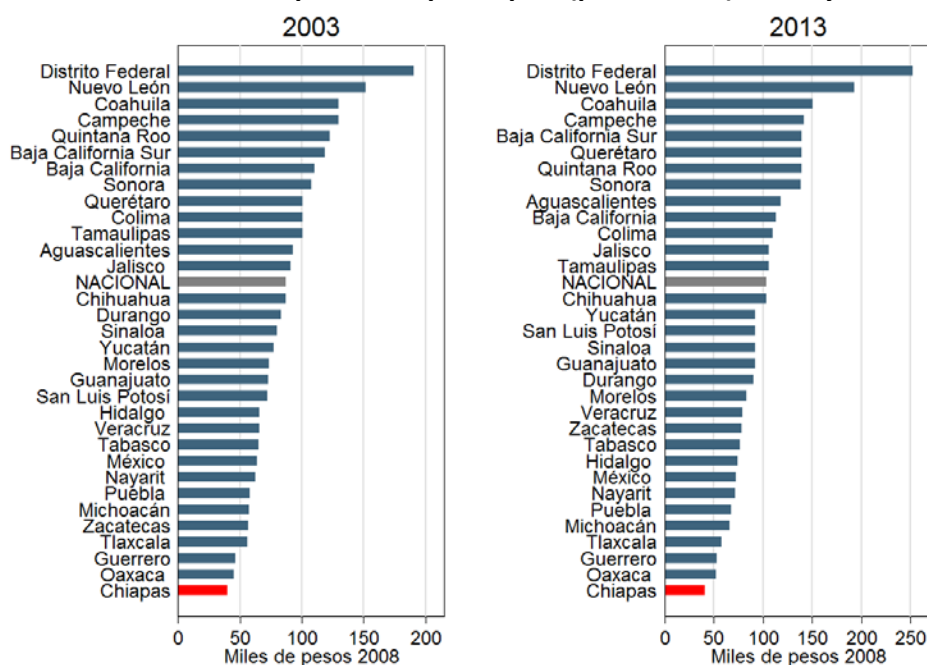 2003
Distrito Federal
Nuevo León
Coahuila
Campeche
Quintana Roo
Baja California Sur
Baja California
Sonora
Querétaro
Colima
Tamaulipas
Aguascalientes
Jalisco
NACIONAL
Chihuahua
Durango
Sinaloa
Yucatán
Morelos
Guanajuato
San Luis Potosí
Hidalgo
Veracruz
Tabasco
México
Nayarit
Puebla
Michoacán
Zacatecas
Tlaxcala
Guerrero
Oaxaca
Chiapas
0 50 100 150 200
Miles de pesos 2008
2013
Distrito Federal
Nuevo León
Coahuila
Campeche
Baja California Sur
Querétaro
Quintana Roo
Sonora
Aguascalientes
Baja California
Colima
Jalisco
Tamaulipas
NACIONAL
Chihuahua
Yucatán
San Luis Potosí
Sinaloa
Guanajuato
Durango
Morelos
Veracruz
Zacatecas
Tabasco
Hidalgo
México
Nayarit
Puebla
Michoacán
Tlaxcala
Guerrero
Oaxaca
Chiapas
0 50 100 150 200 250
Miles de pesos 2008